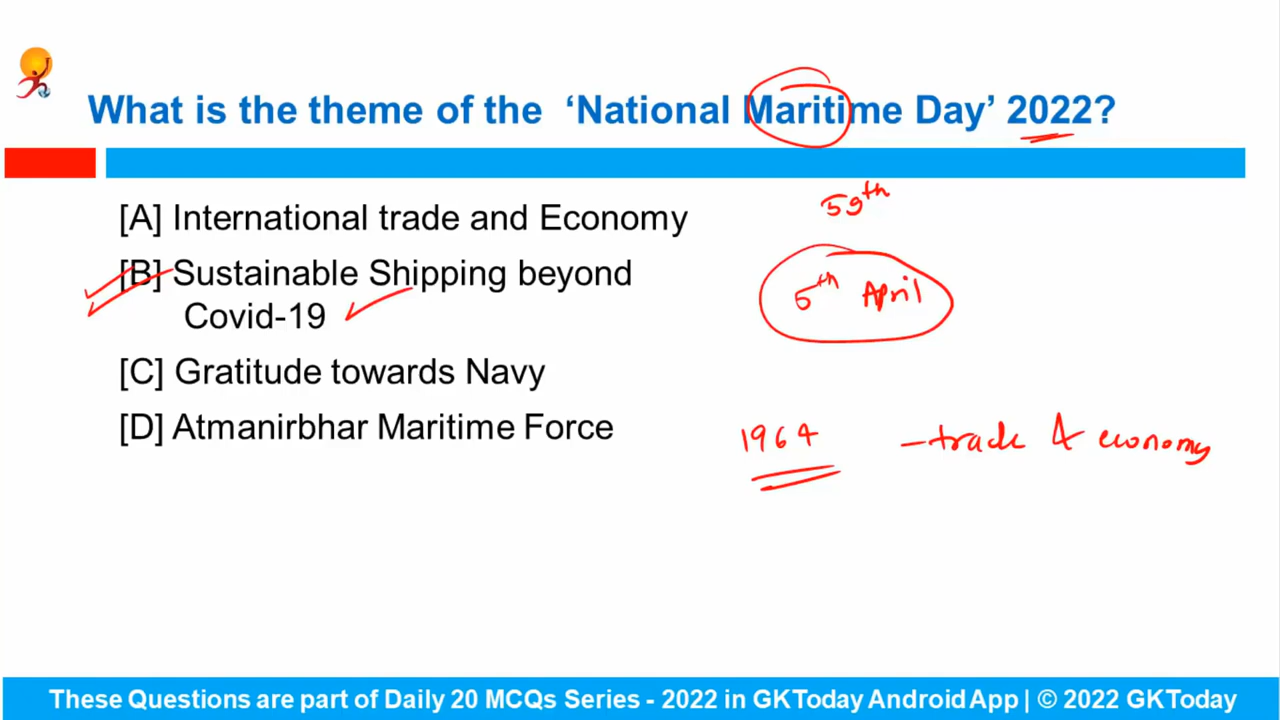 What is the theme of the ‘National Maritime Day’ 2022?
[A] International trade and Economy
[B] Sustainable Shipping beyond
Covid-19
[C] Gratitude towards Navy
[D] Atmanirbhar Maritime Force
59th
5th April
1964 - trade & economy
These Questions are part of Daily 20 MCQs Series - 2022 in GKToday Android App | © 2022 GKToday